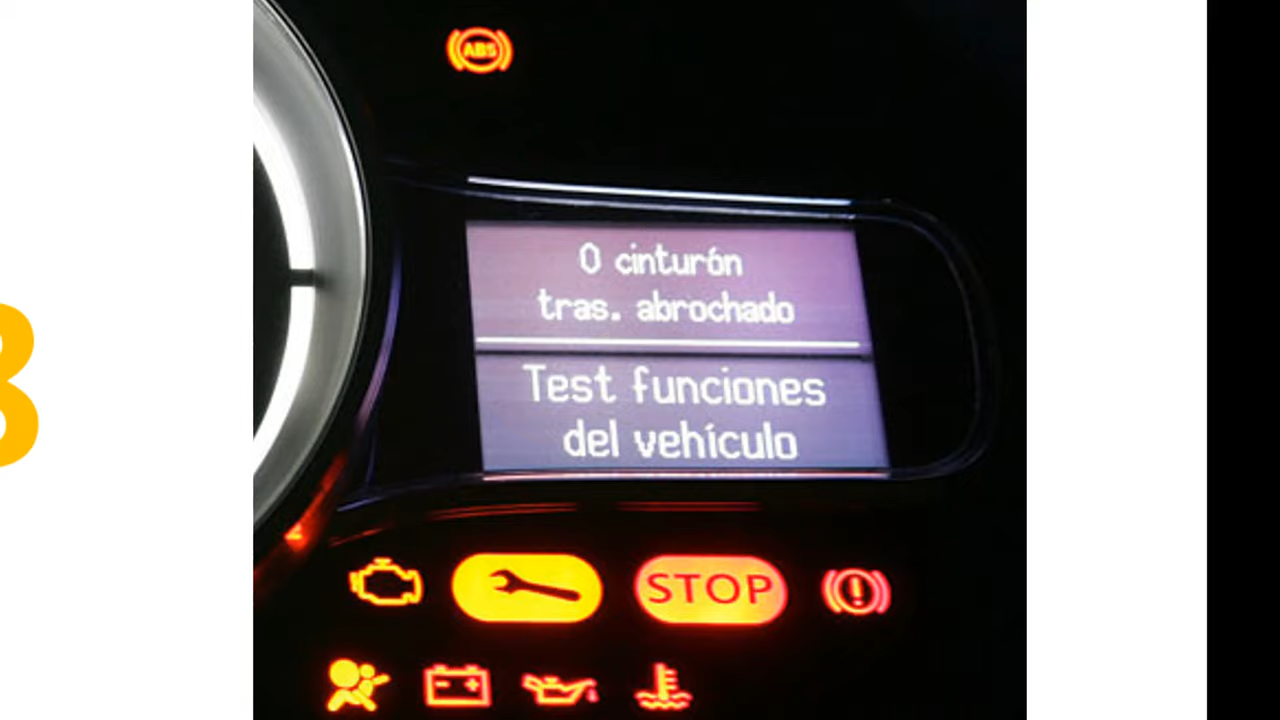 ABS
0 cinturón
tras. abrochado
Test funciones
del vehículo
STOP